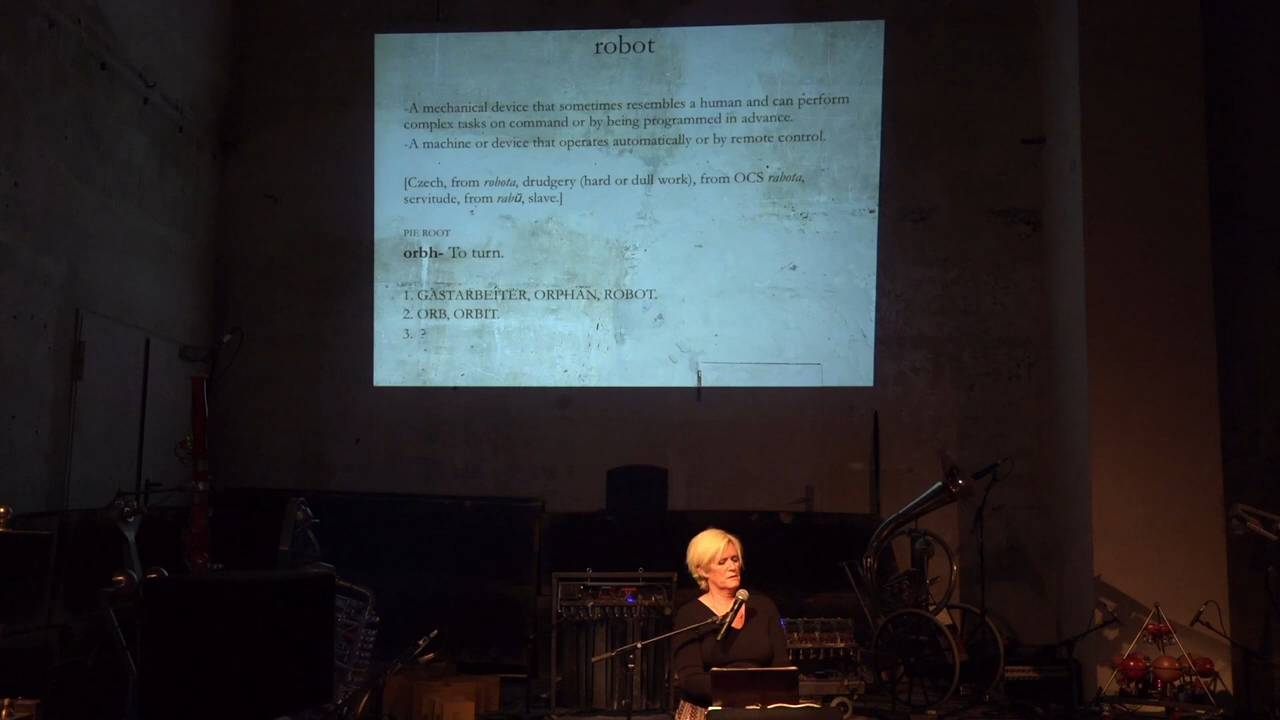 robot
-A mechanical device that sometimes resembles a human and can perform
complex tasks on command or by being programmed in advance.
-A machine or device that operates automatically or by remote control.
[Czech, from robota, drudgery (hard or dull work), from OCS rabota,
servitude, from rabŭ, slave.]
PIE ROOT
orbh- To turn.
1. GASTARBEITER, ORPHAN, ROBOT.
2. ORB, ORBIT.
3. ?